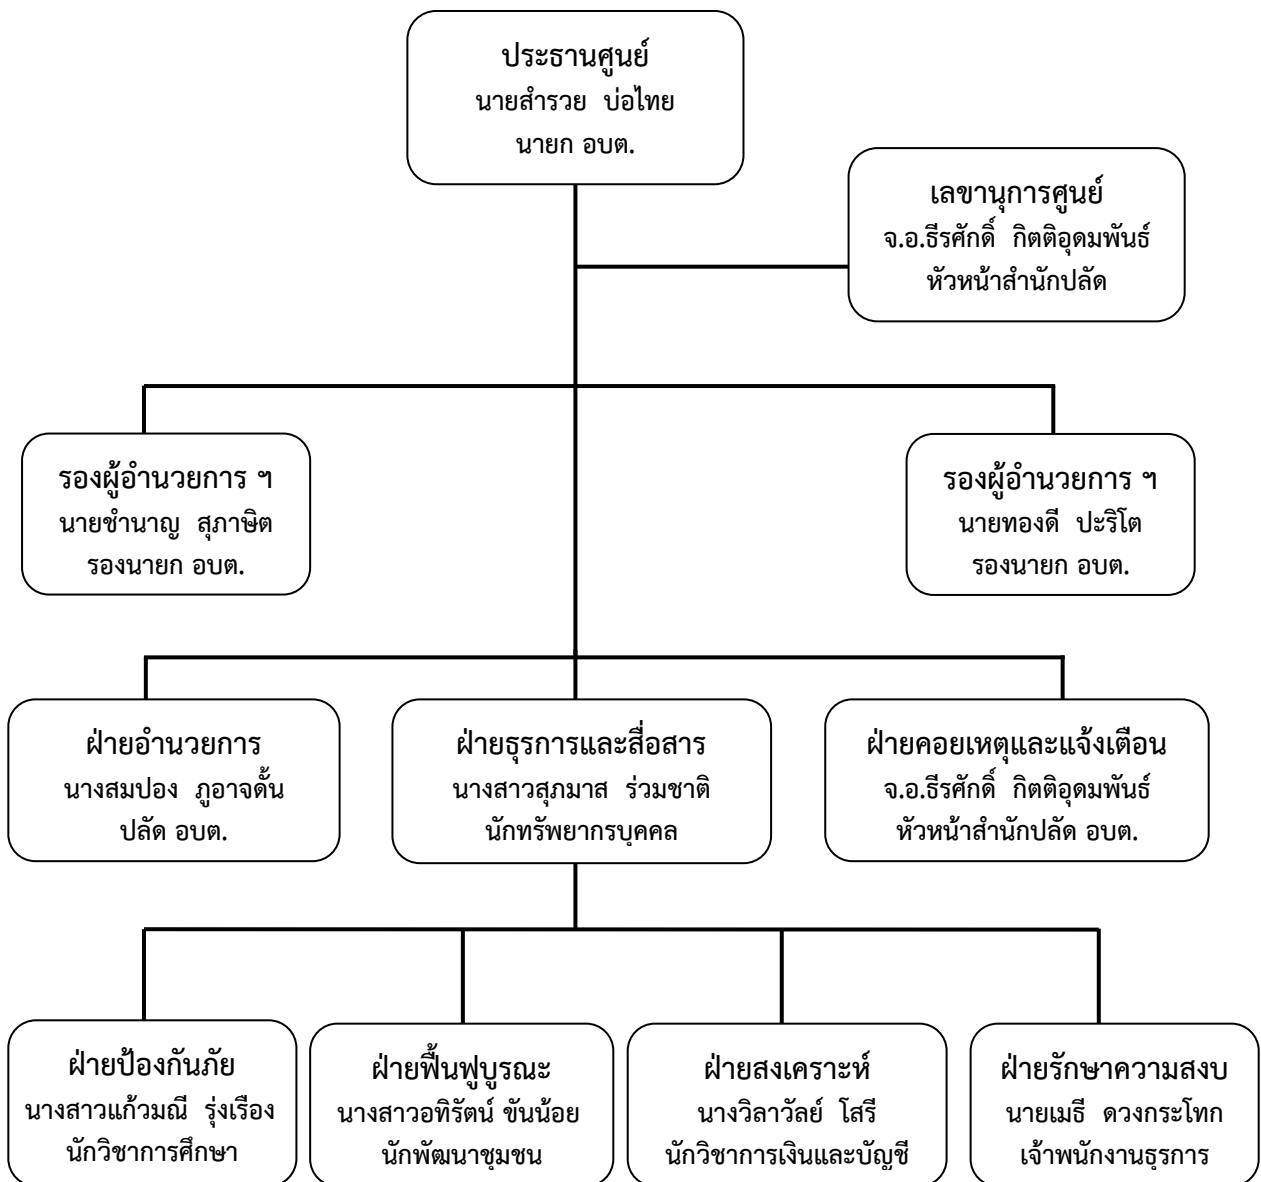 ประธานศูนย์
นายสำรวย บ่อไทย
นายก อบต.
เลขานุการศูนย์
จ.อ.ธีรศักดิ์ กิตติอุดมพันธ์
หัวหน้าสำนักปลัด
รองผู้อำนวยการ ฯ
นายชำนาญ สุภาษิต
รองนายก อบต.
รองผู้อำนวยการ ฯ
นายทองดี ปะริโต
รองนายก อบต.
ฝ่ายอำนวยการ
นางสมปอง ภูอาจดั้น
ปลัด อบต.
ฝ่ายธุรการและสื่อสาร
นางสาวสุภมาส ร่วมชาติ
นักทรัพยากรบุคคล
ฝ่ายคอยเหตุและแจ้งเตือน
จ.อ.ธีรศักดิ์ กิตติอุดมพันธ์
หัวหน้าสำนักปลัด อบต.
ฝ่ายป้องกันภัย
นางสาวแก้วมณี รุ่งเรือง
นักวิชาการศึกษา
ฝ่ายฟื้นฟูบูรณะ
นางสาวอทิรัตน์ ขันน้อย
นักพัฒนาชุมชน
ฝ่ายสงเคราะห์
นางวิลาวัลย์ โสรี
นักวิชาการเงินและบัญชี
ฝ่ายรักษาความสงบ
นายเมธี ดวงกระโทก
เจ้าพนักงานธุรการ